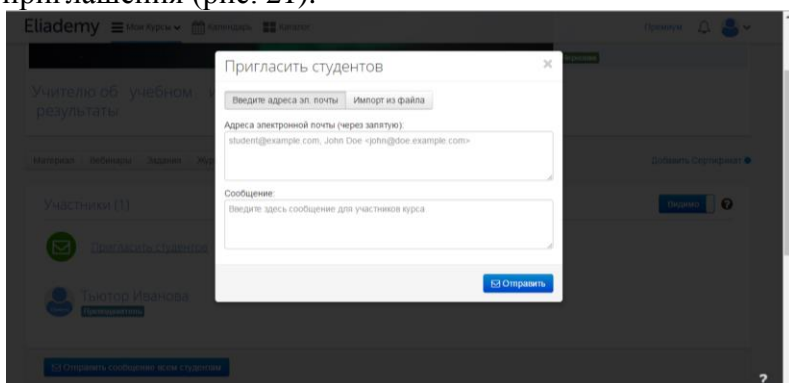 приглашения (рис. 21).
Eliademy Мои Курсы Календарь Каталог Премиум
Пригласить студентов ×
Учителю об учебном
результаты
Введите адреса эл. почты Импорт из файла
Адреса электронной почты (через запятую):
student@example.com, John Doe <john@doe.example.com>
Материал Вебинары Задания Добавить Сертификат
Сообщение:
Введите здесь сообщение для участников курса.
Участники (1) Видимо ?
Пригласить студентов
Отправить
Тьютор Иванова
Преподаватель
Отправить сообщение всем студентам
?